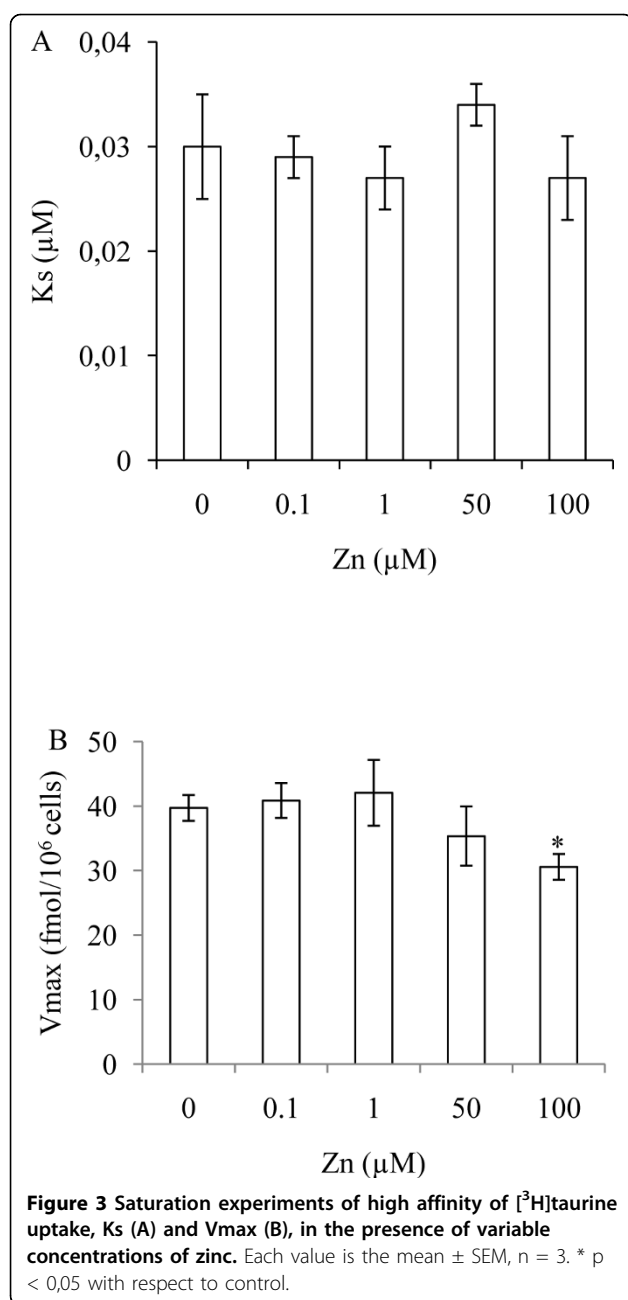 A
0,04
0,03
0,02
0,01
0
Ks (µM)
0 0.1 1 50 100
Zn (µM)
B
50
40
30
20
10
0
Vmax (fmol/10⁶ cells)
*
0 0.1 1 50 100
Zn (µM)
Figure 3 Saturation experiments of high affinity of [³H]taurine
uptake, Ks (A) and Vmax (B), in the presence of variable
concentrations of zinc. Each value is the mean ± SEM, n = 3. * p
< 0,05 with respect to control.